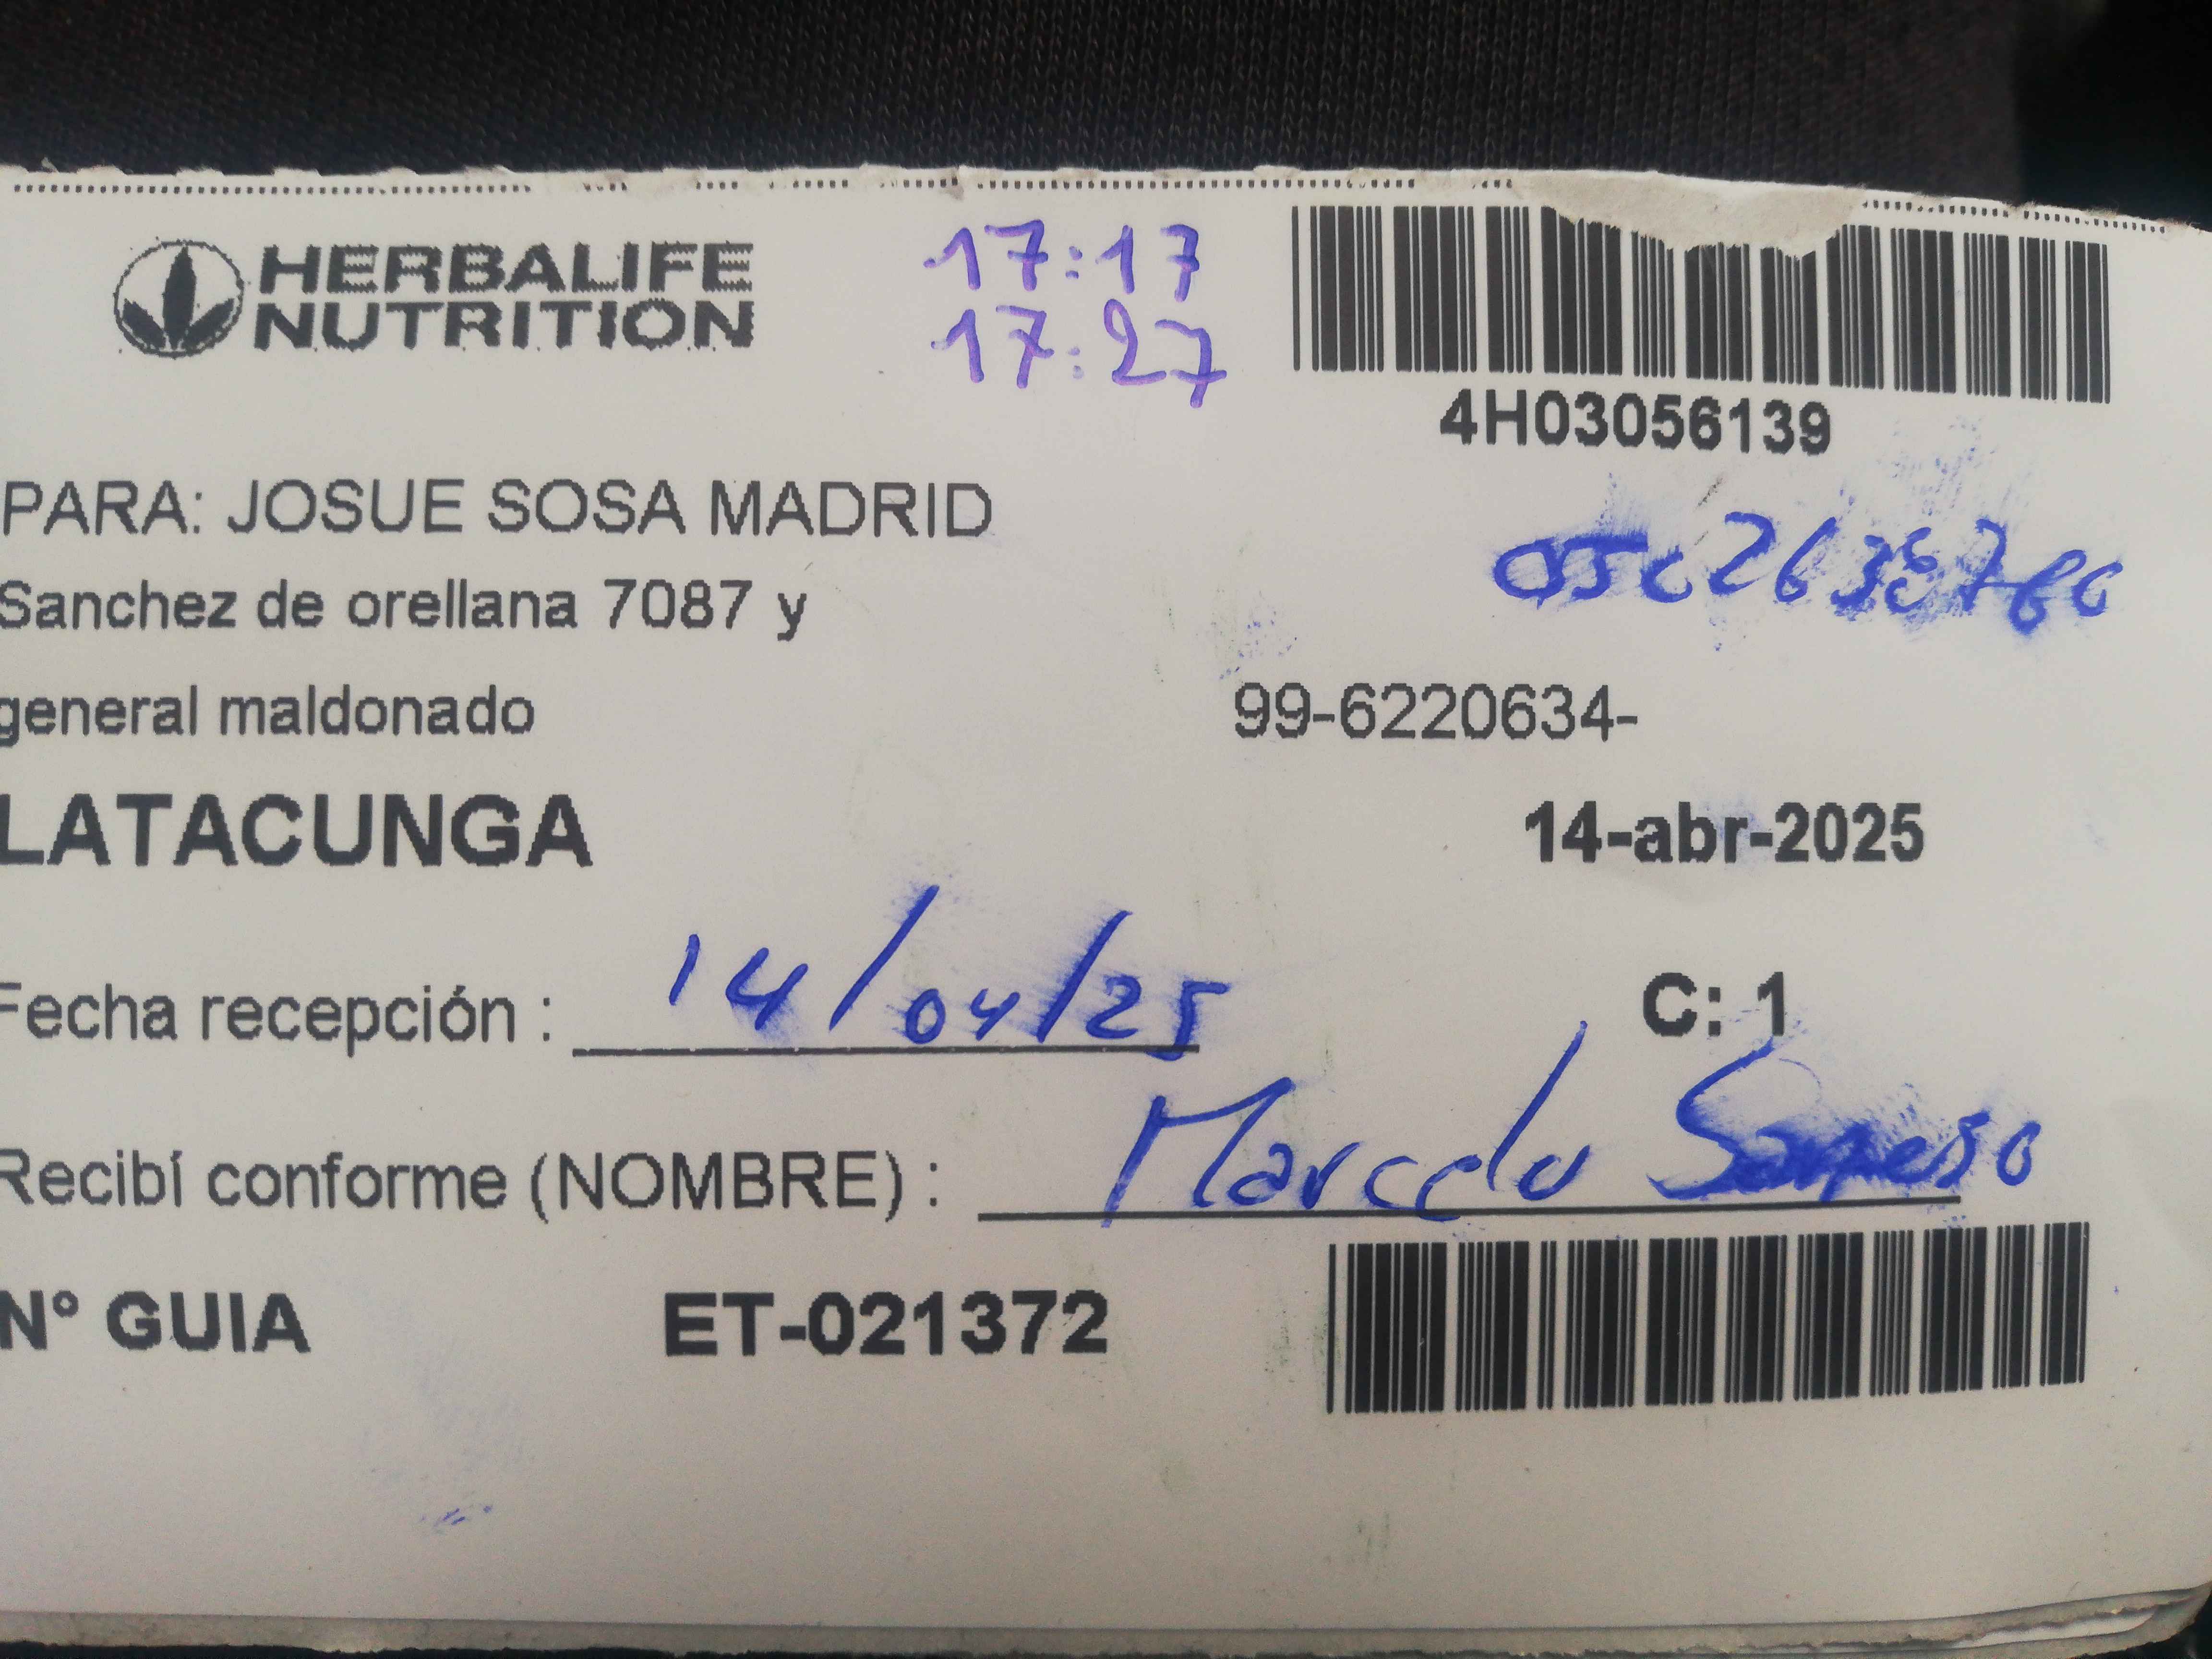 HERBALIFE
NUTRITION
17:17
17:27
4H03056139
PARA: JOSUE SOSA MADRID
Sanchez de orellana 7087 y
general maldonado
99-6220634-
LATACUNGA
14-abr-2025
Fecha recepción : 14/04/25
C: 1
Recibí conforme (NOMBRE) : Marcelo
N° GUIA ET-021372